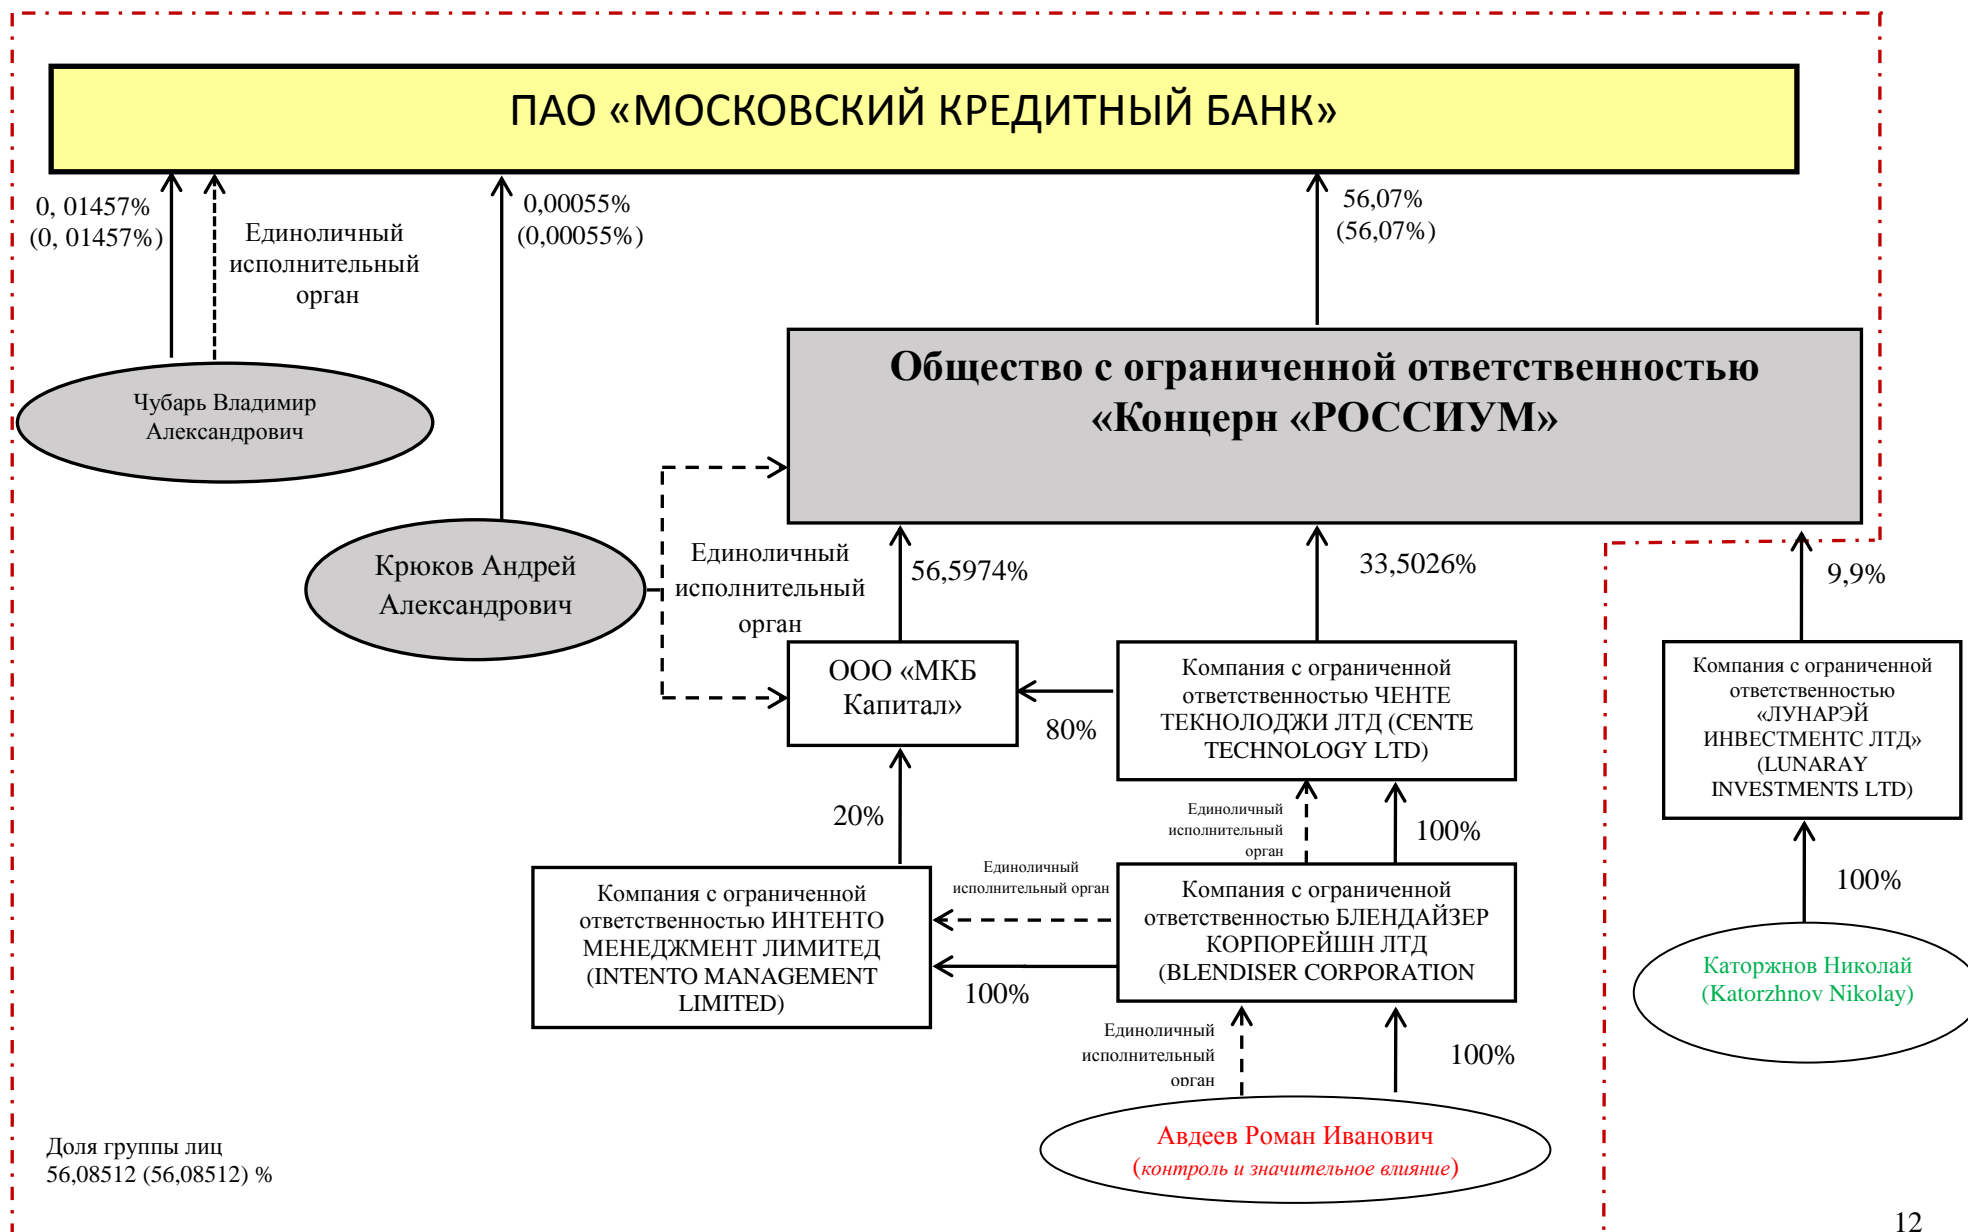 ПАО «МОСКОВСКИЙ КРЕДИТНЫЙ БАНК»
0, 01457%
(0, 01457%)
Единоличный
исполнительный
орган
0,00055%
(0,00055%)
56,07%
(56,07%)
Общество с ограниченной ответственностью
«Концерн «РОССИУМ»
Чубарь Владимир
Александрович
Крюков Андрей
Александрович
Единоличный
исполнительный
орган
56,5974%
33,5026%
9,9%
ООО «МКБ
Капитал»
80%
Компания с ограниченной
ответственностью ЧЕНТЕ
ТЕКНОЛОДЖИ ЛТД (CENTE
TECHNOLOGY LTD)
Компания с ограниченной
ответственностью
«ЛУНАРЭЙ
ИНВЕСТМЕНТС ЛТД»
(LUNARAY
INVESTMENTS LTD)
20%
Единоличный
исполнительный
орган
100%
Компания с ограниченной
ответственностью ИНТЕНТО
МЕНЕДЖМЕНТ ЛИМИТЕД
(INTENTO MANAGEMENT
LIMITED)
Единоличный
исполнительный орган
100%
Компания с ограниченной
ответственностью БЛЕНДАЙЗЕР
КОРПОРЕЙШН ЛТД
(BLENDISER CORPORATION
100%
Каторжнов Николай
(Katorzhnov Nikolay)
Единоличный
исполнительный
орган
100%
Авдеев Роман Иванович
(контроль и значительное влияние)
Доля группы лиц
56,08512 (56,08512) %
12